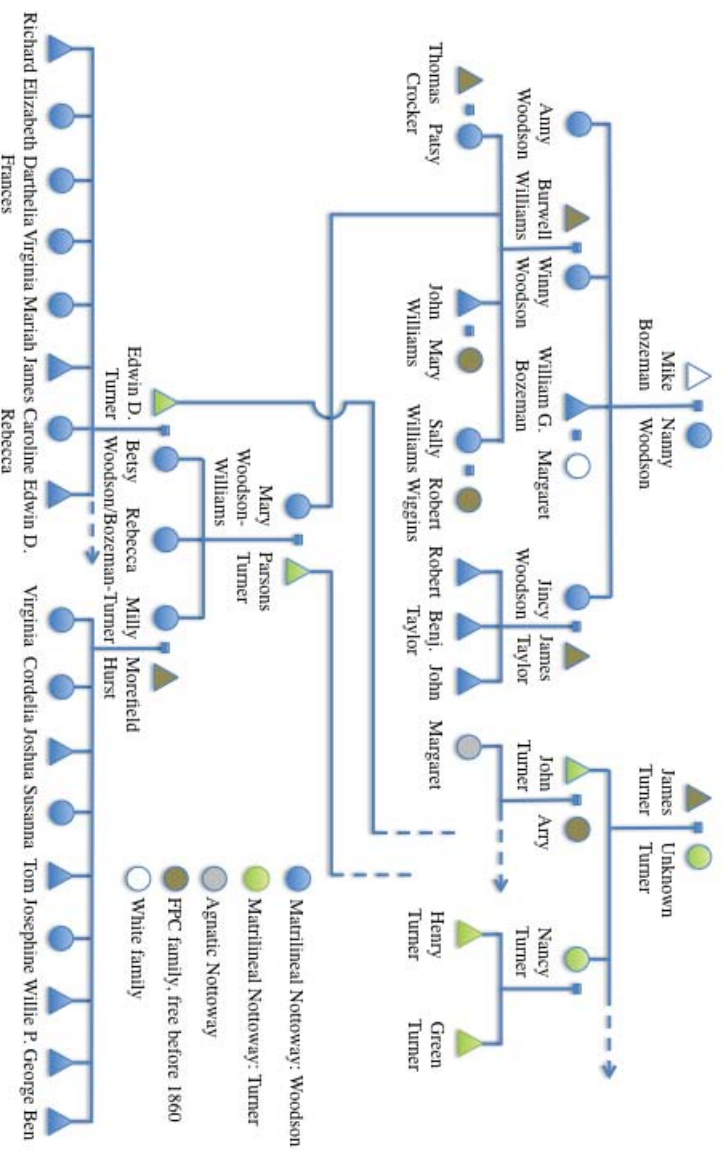 Mike
Bozeman
Nanny
Woodson
James
Turner
Unknown
Turner
Anny
Woodson
Burwell
Williams
Winny
Woodson
William G.
Bozeman
Margaret
Jincy
Woodson
James
Taylor
John
Turner
Arry
Nancy
Turner
Thomas
Crocker
Patsy
John
Williams
Mary
Sally
Williams
Robert
Wiggins
Robert
Benj.
Taylor
John
Margaret
Henry
Turner
Green
Turner
Mary
Woodson-
Williams
Parsons
Turner
Edwin D.
Turner
Betsy
Rebecca
Milly
Woodson/Bozeman-Turner
Morefield
Hurst
Matrilineal Nottoway: Woodson
Matrilineal Nottoway: Turner
Agnatic Nottoway
FPC family, free before 1860
White family
Richard Elizabeth Darthelia Virginia Mariah James Caroline Edwin D.
Frances
Rebecca
Virginia Cordelia Joshua Susanna Tom Josephine Willie P. George Ben